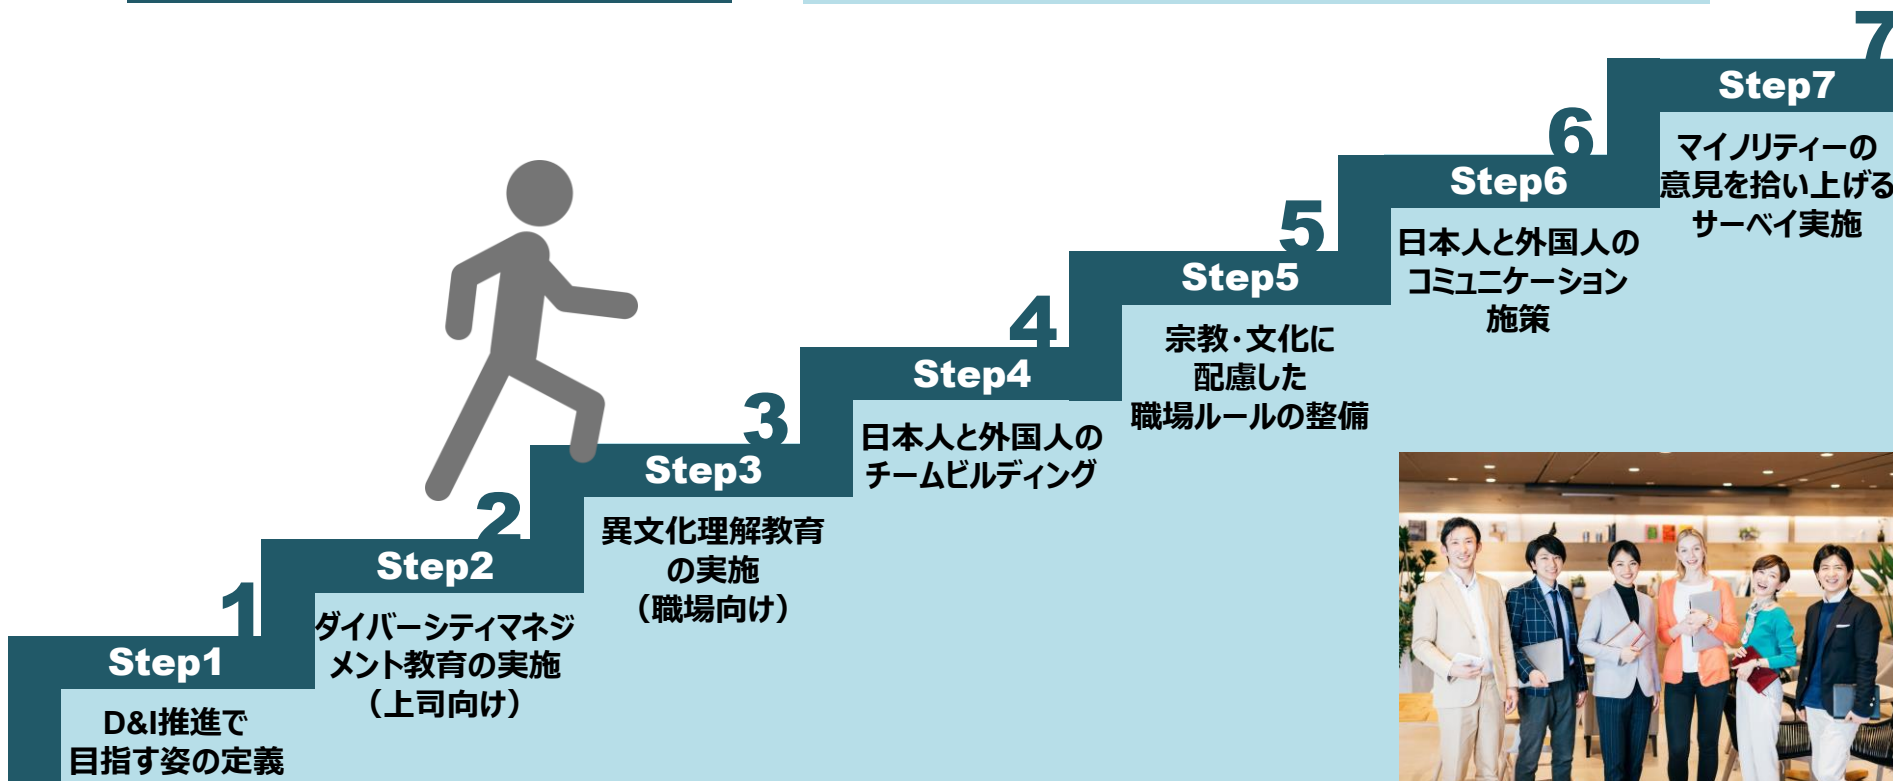 1
Step1
D&I推進で
目指す姿の定義
2
Step2
ダイバーシティマネジ
メント教育の実施
（上司向け）
3
Step3
異文化理解教育
の実施
（職場向け）
4
Step4
日本人と外国人の
チームビルディング
5
Step5
宗教・文化に
配慮した
職場ルールの整備
6
Step6
日本人と外国人の
コミュニケーション
施策
7
Step7
マイノリティーの
意見を拾い上げる
サーベイ実施